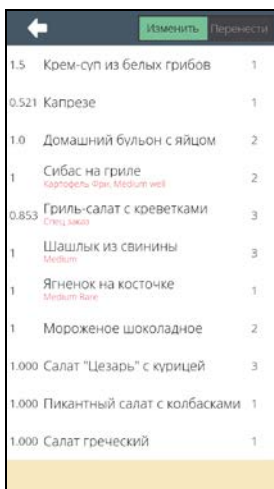 Изменить Перенести
1.5 Крем-суп из белых грибов 1
0.521 Капрезе 1
1.0 Домашний бульон с яйцом 2
1 Сибас на гриле 2
Картофель Фри, Medium well
0.853 Гриль-салат с креветками 3
Спец заказ
1 Шашлык из свинины 3
Medium
1 Ягненок на косточке 1
Medium Rare
1 Мороженое шоколадное 2
1.000 Салат "Цезарь" с курицей 3
1.000 Пикантный салат с колбасками 1
1.000 Салат греческий 1